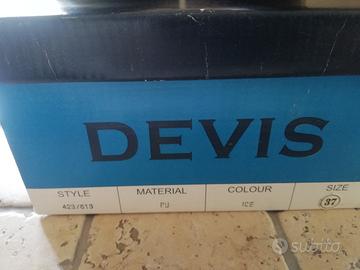 DEVIS
STYLE MATERIAL COLOUR SIZE
423/613 PU ICE 37
subito